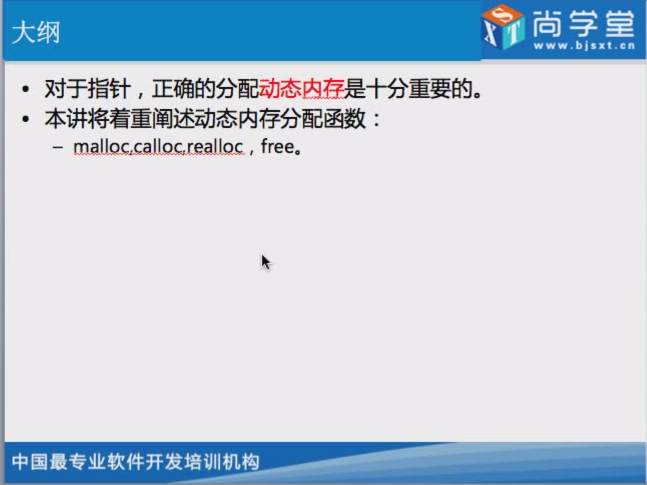 大纲
SXT
尚学堂
www.bjsxt.cn
• 对于指针，正确的分配动态内存是十分重要的。
• 本讲将着重阐述动态内存分配函数：
– malloc,calloc,realloc，free。
中国最专业软件开发培训机构